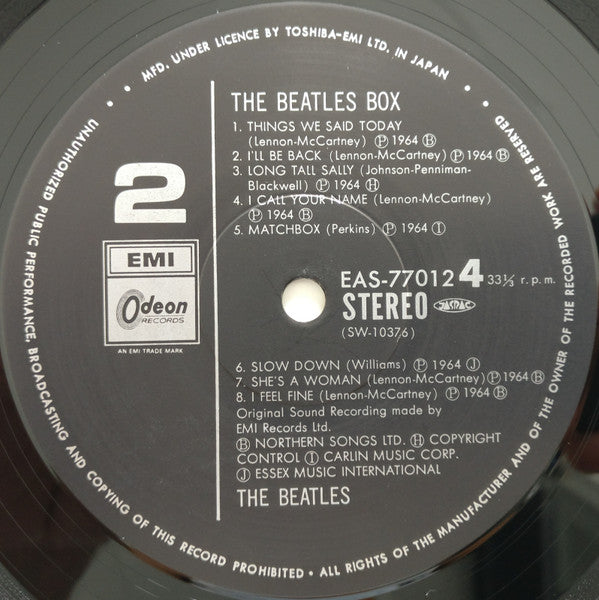 MFD. UNDER LICENCE BY TOSHIBA-EMI LTD. IN JAPAN
THE BEATLES BOX
1. THINGS WE SAID TODAY
(Lennon-McCartney) Ⓟ 1964 Ⓑ
2. I'LL BE BACK (Lennon-McCartney) Ⓟ 1964 Ⓑ
3. LONG TALL SALLY (Johnson-Penniman-
Blackwell) Ⓟ 1964 Ⓗ
4. I CALL YOUR NAME (Lennon-McCartney)
Ⓟ 1964 Ⓑ
5. MATCHBOX (Perkins) Ⓟ 1964 Ⓘ
2
EMI
Odeon
RECORDS
AN EMI TRADE MARK
EAS-77012 4 33⅓ r.p.m.
STEREO JASRAC
(SW-10376)
6. SLOW DOWN (Williams) Ⓟ 1964 Ⓙ
7. SHE'S A WOMAN (Lennon-McCartney) Ⓟ 1964 Ⓑ
8. I FEEL FINE (Lennon-McCartney) Ⓟ 1964 Ⓑ
Original Sound Recording made by
EMI Records Ltd.
Ⓑ NORTHERN SONGS LTD. Ⓗ COPYRIGHT
CONTROL Ⓘ CARLIN MUSIC CORP.
Ⓙ ESSEX MUSIC INTERNATIONAL
THE BEATLES
UNAUTHORIZED PUBLIC PERFORMANCE, BROADCASTING AND COPYING OF THIS RECORD PROHIBITED • ALL RIGHTS OF THE MANUFACTURER AND OF THE OWNER OF THE RECORDED WORK ARE RESERVED